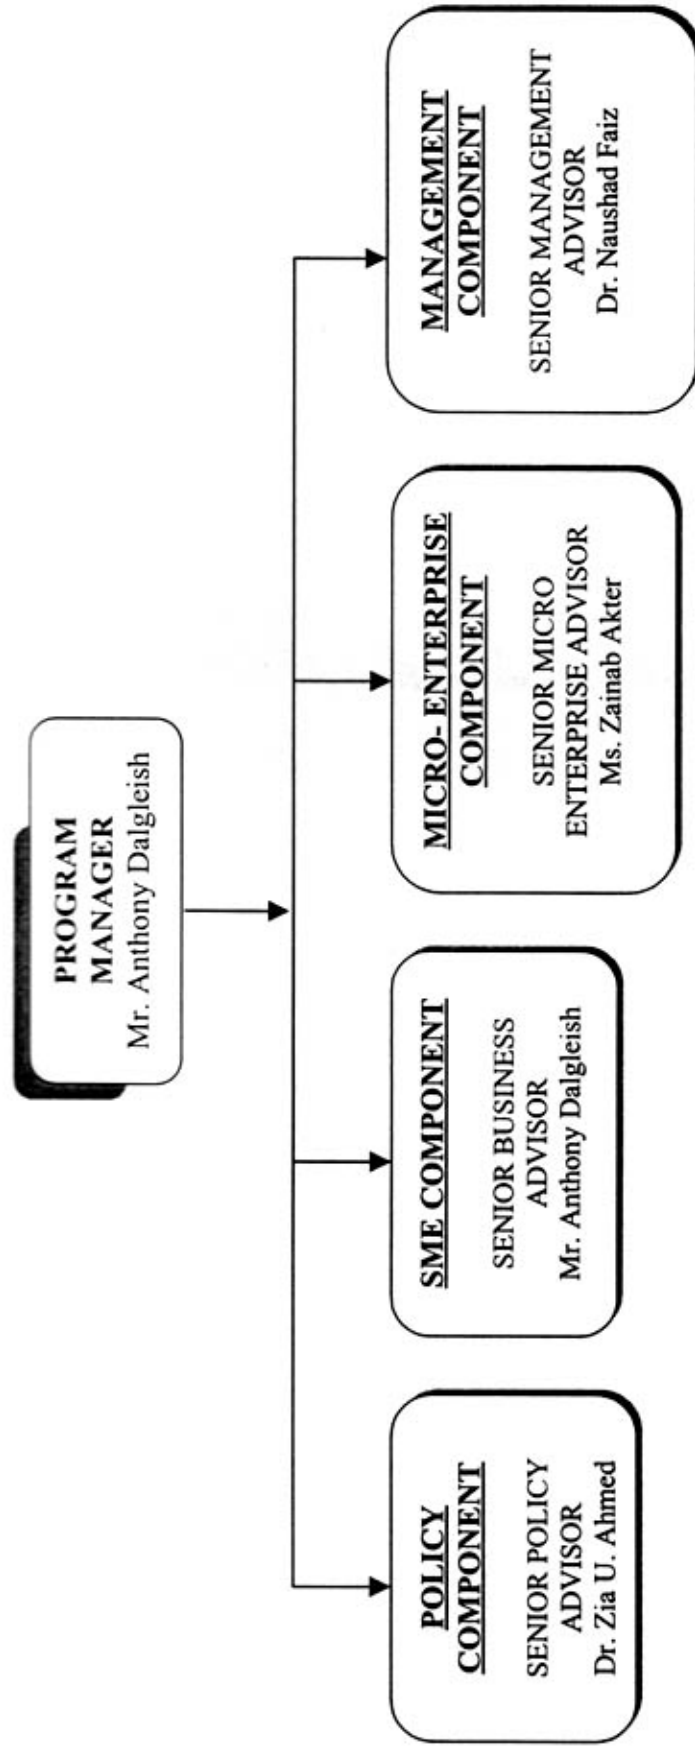 PROGRAM
MANAGER
Mr. Anthony Dalgleish
POLICY
COMPONENT
SENIOR POLICY
ADVISOR
Dr. Zia U. Ahmed
SME COMPONENT
SENIOR BUSINESS
ADVISOR
Mr. Anthony Dalgleish
MICRO- ENTERPRISE
COMPONENT
SENIOR MICRO
ENTERPRISE ADVISOR
Ms. Zainab Akter
MANAGEMENT
COMPONENT
SENIOR MANAGEMENT
ADVISOR
Dr. Naushad Faiz